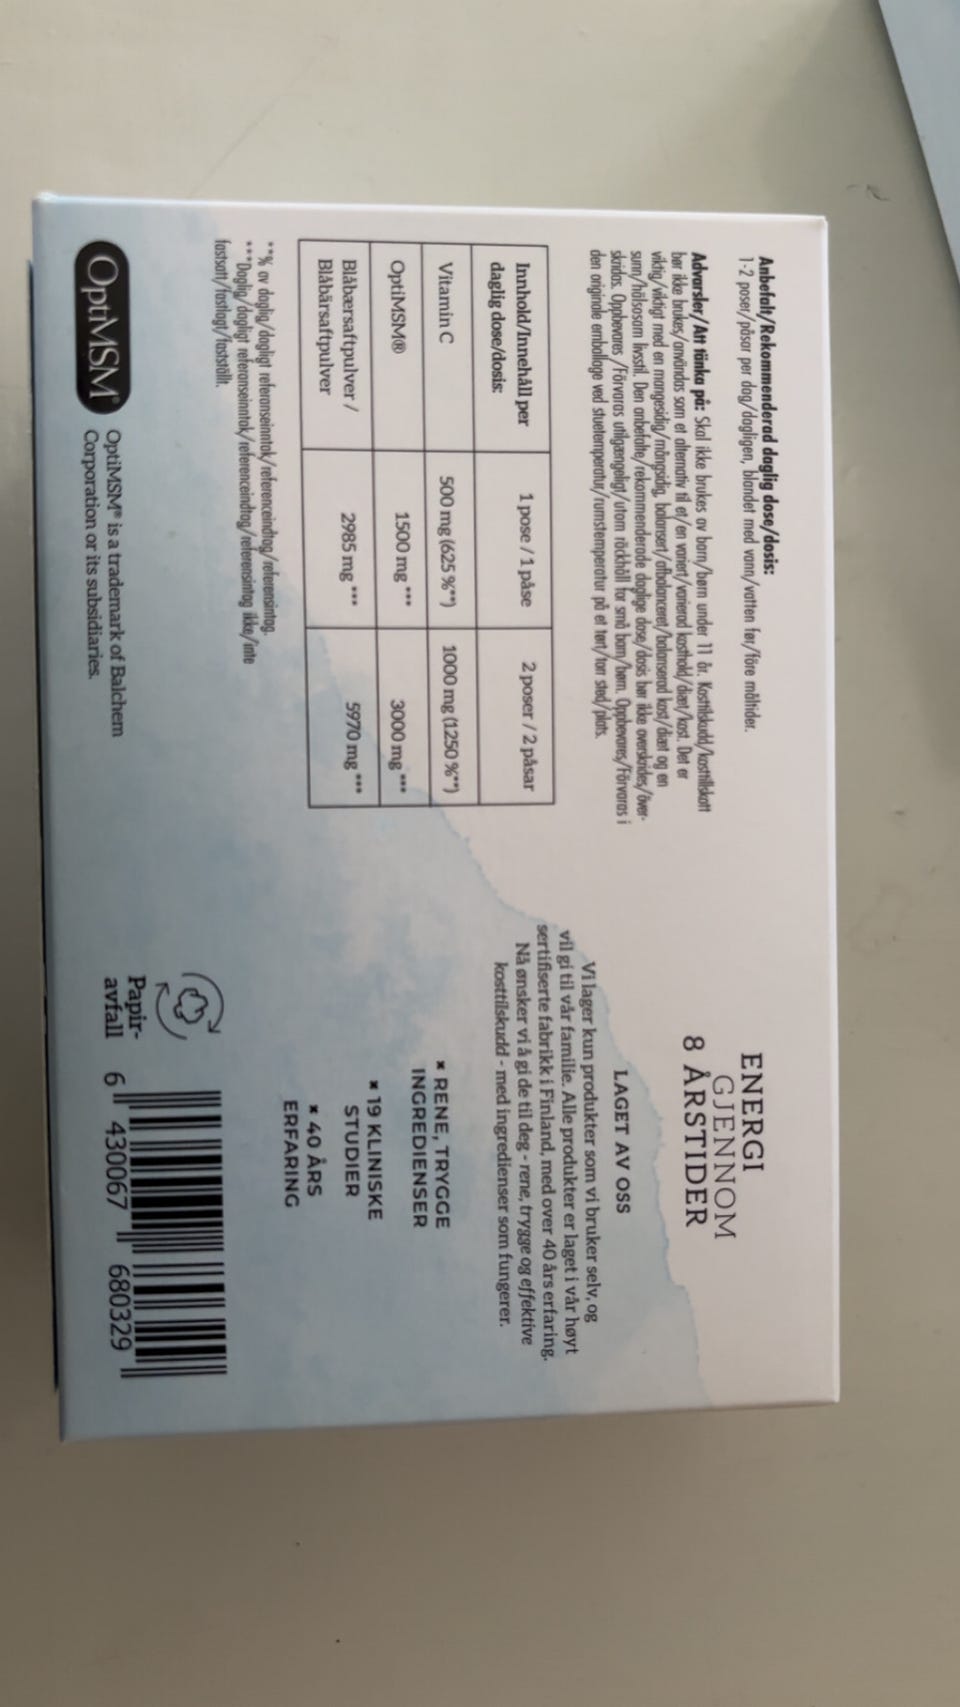 Anbefalt/Rekommenderad daglig dose/dosis:
1-2 poser/påsar per dag/dagligen, blandet med vann/vatten før/före måltider.
Advarsler/Att tänka på: Skal ikke brukes av barn/børn under 11 år. Kosttilskudd/kosttillskott
bør ikke brukes/användas som et alternativ til et/en variert/varierad kosthold/diæt/kost. Det er
viktig/viktigt med en mangesidig/mångsidig, balansert/afbalanceret/balanserad kost/diæt og en
sunn/hälsosam livsstil. Den anbefalte/rekommenderade daglige dose/dosis bør ikke overskrides/över-
skridas. Oppbevares/Förvaras utilgængeligt/utom räckhåll for små barn/børn. Oppbevares/Förvaras i
den originale emballage ved stuetemperatur/rumstemperatur på et tørt/torr sted/plats.
Innhold/Innehåll per 1 pose / 1 påse 2 poser / 2 påsar
daglig dose/dosis:
Vitamin C 500 mg (625 %**) 1000 mg (1250 %**)
OptiMSM® 1500 mg *** 3000 mg ***
Blåbærsaftpulver / 2985 mg *** 5970 mg ***
Blåbärsaftpulver
**% av daglig/dagligt referanseinntak/referenceindtag/referensintag.
***Daglig/dagligt referanseinntak/referenceindtag/referensintag ikke/inte
fastsatt/fastlagt/fastställt.
OptiMSM®
OptiMSM® is a trademark of Balchem
Corporation or its subsidiaries.
ENERGI
GJENNOM
8 ÅRSTIDER
LAGET AV OSS
Vi lager kun produkter som vi bruker selv, og
vil gi til vår familie. Alle produkter er laget i vår høyt
sertifiserte fabrikk i Finland, med over 40 års erfaring.
Nå ønsker vi å gi de til deg - rene, trygge og effektive
kosttilskudd - med ingredienser som fungerer.
* RENE, TRYGGE
INGREDIENSER
* 19 KLINISKE
STUDIER
* 40 ÅRS
ERFARING
Papir-
avfall
6 430067 680329